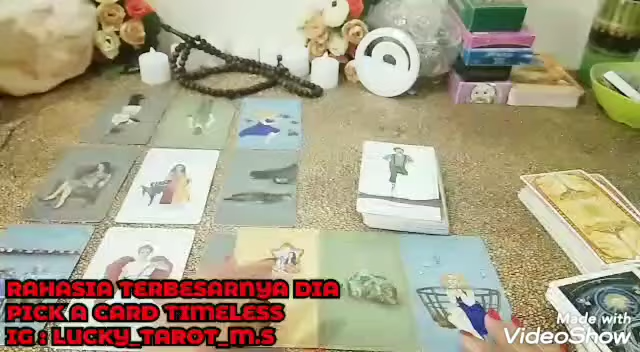 RAHASIA TERBESARNYA DIA
PICK A CARD TIMELESS
IG : LUCKY_TAROT_M.S
Made with
VideoShow